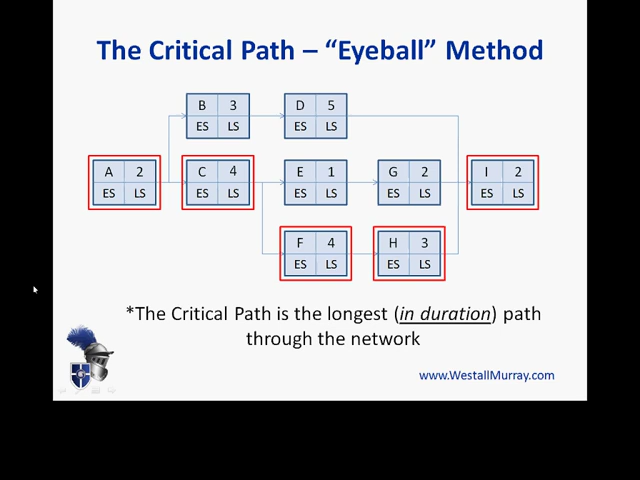 The Critical Path – “Eyeball” Method
B 3
ES LS
D 5
ES LS
A 2
ES LS
C 4
ES LS
E 1
ES LS
G 2
ES LS
I 2
ES LS
F 4
ES LS
H 3
ES LS
*The Critical Path is the longest (in duration) path
through the network
www.WestallMurray.com